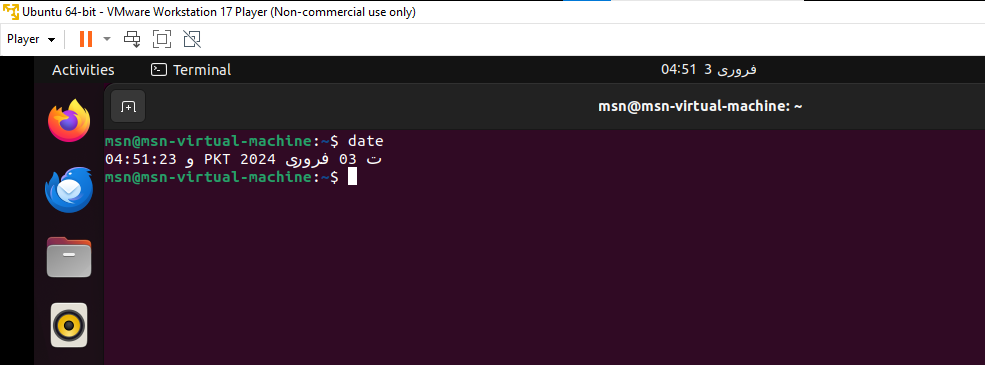 Ubuntu 64-bit - VMware Workstation 17 Player (Non-commercial use only)
Player
Activities Terminal فروری 3 04:51
msn@msn-virtual-machine: ~
msn@msn-virtual-machine:~$ date
ت 03 فروری 2024 PKT و 04:51:23
msn@msn-virtual-machine:~$